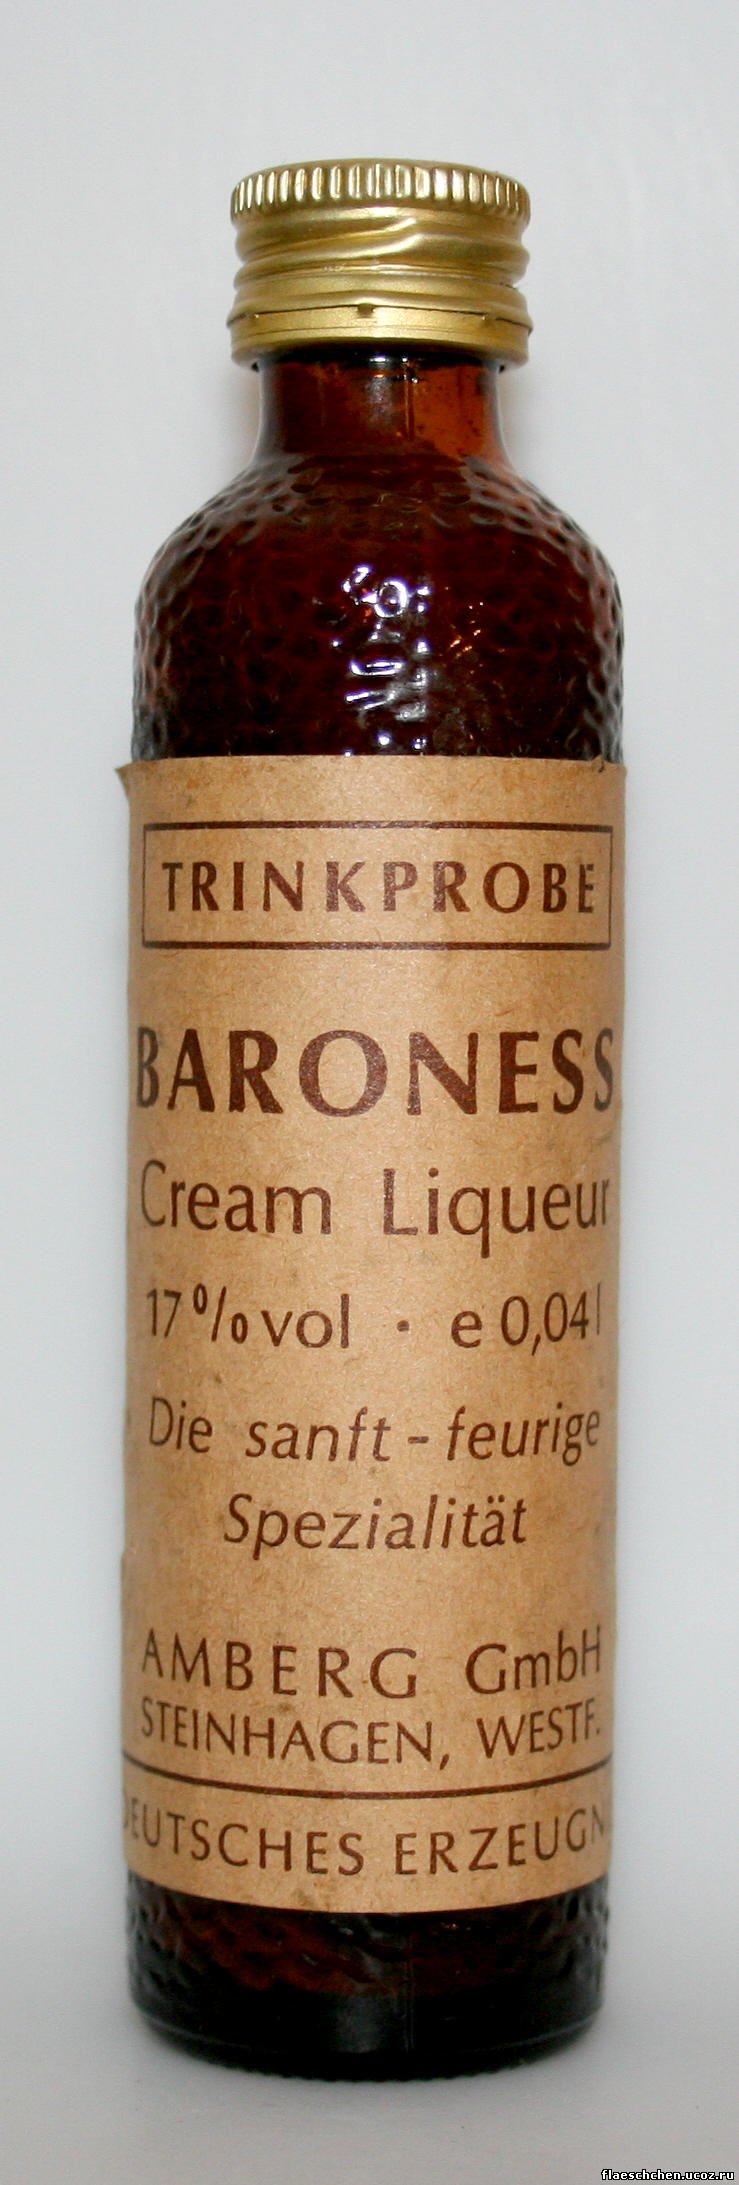 TRINKPROBE
BARONESS
Cream Liqueur
17% vol · e 0,04 l
Die sanft-feurige
Spezialität
AMBERG GmbH
STEINHAGEN, WESTF.
DEUTSCHES ERZEUGN
flaeschchen.ucoz.ru